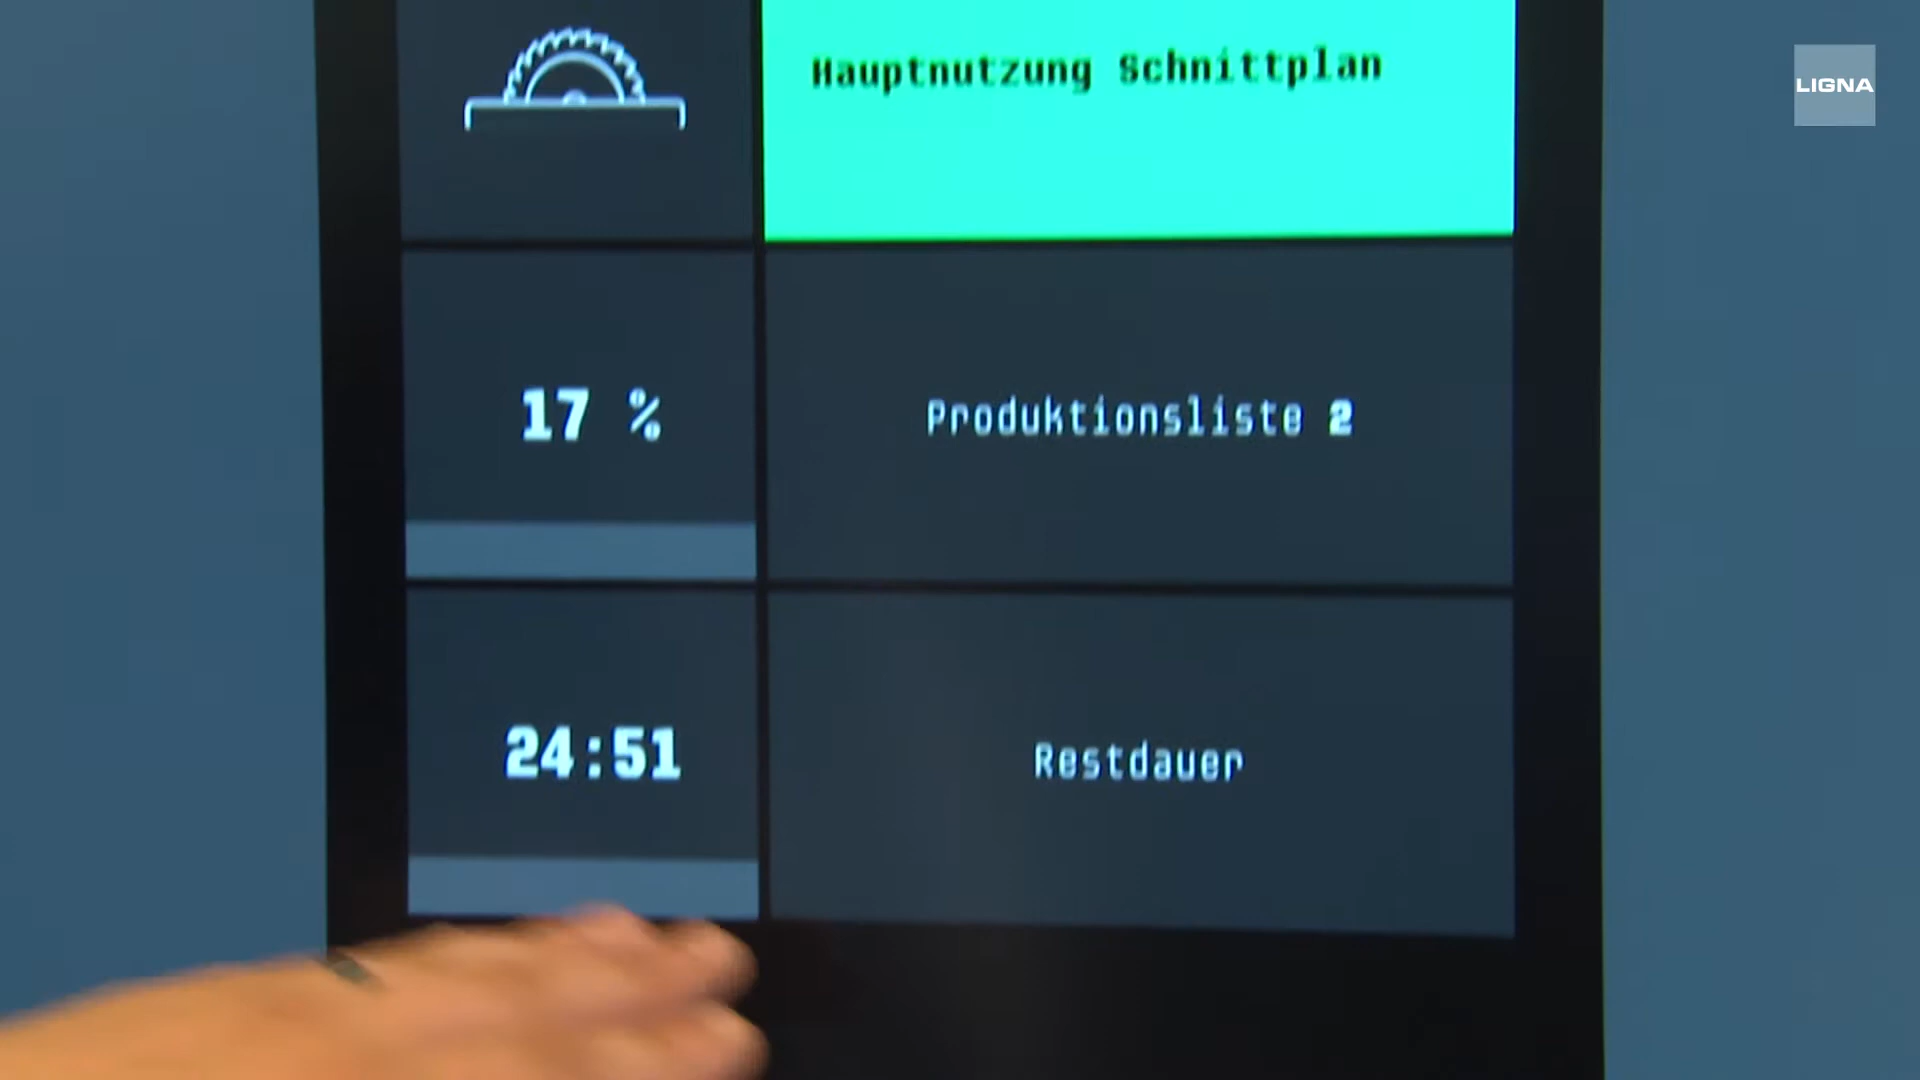 Hauptnutzung Schnittplan
LIGNA
17 %
Produktionsliste 2
24:51
Restdauer